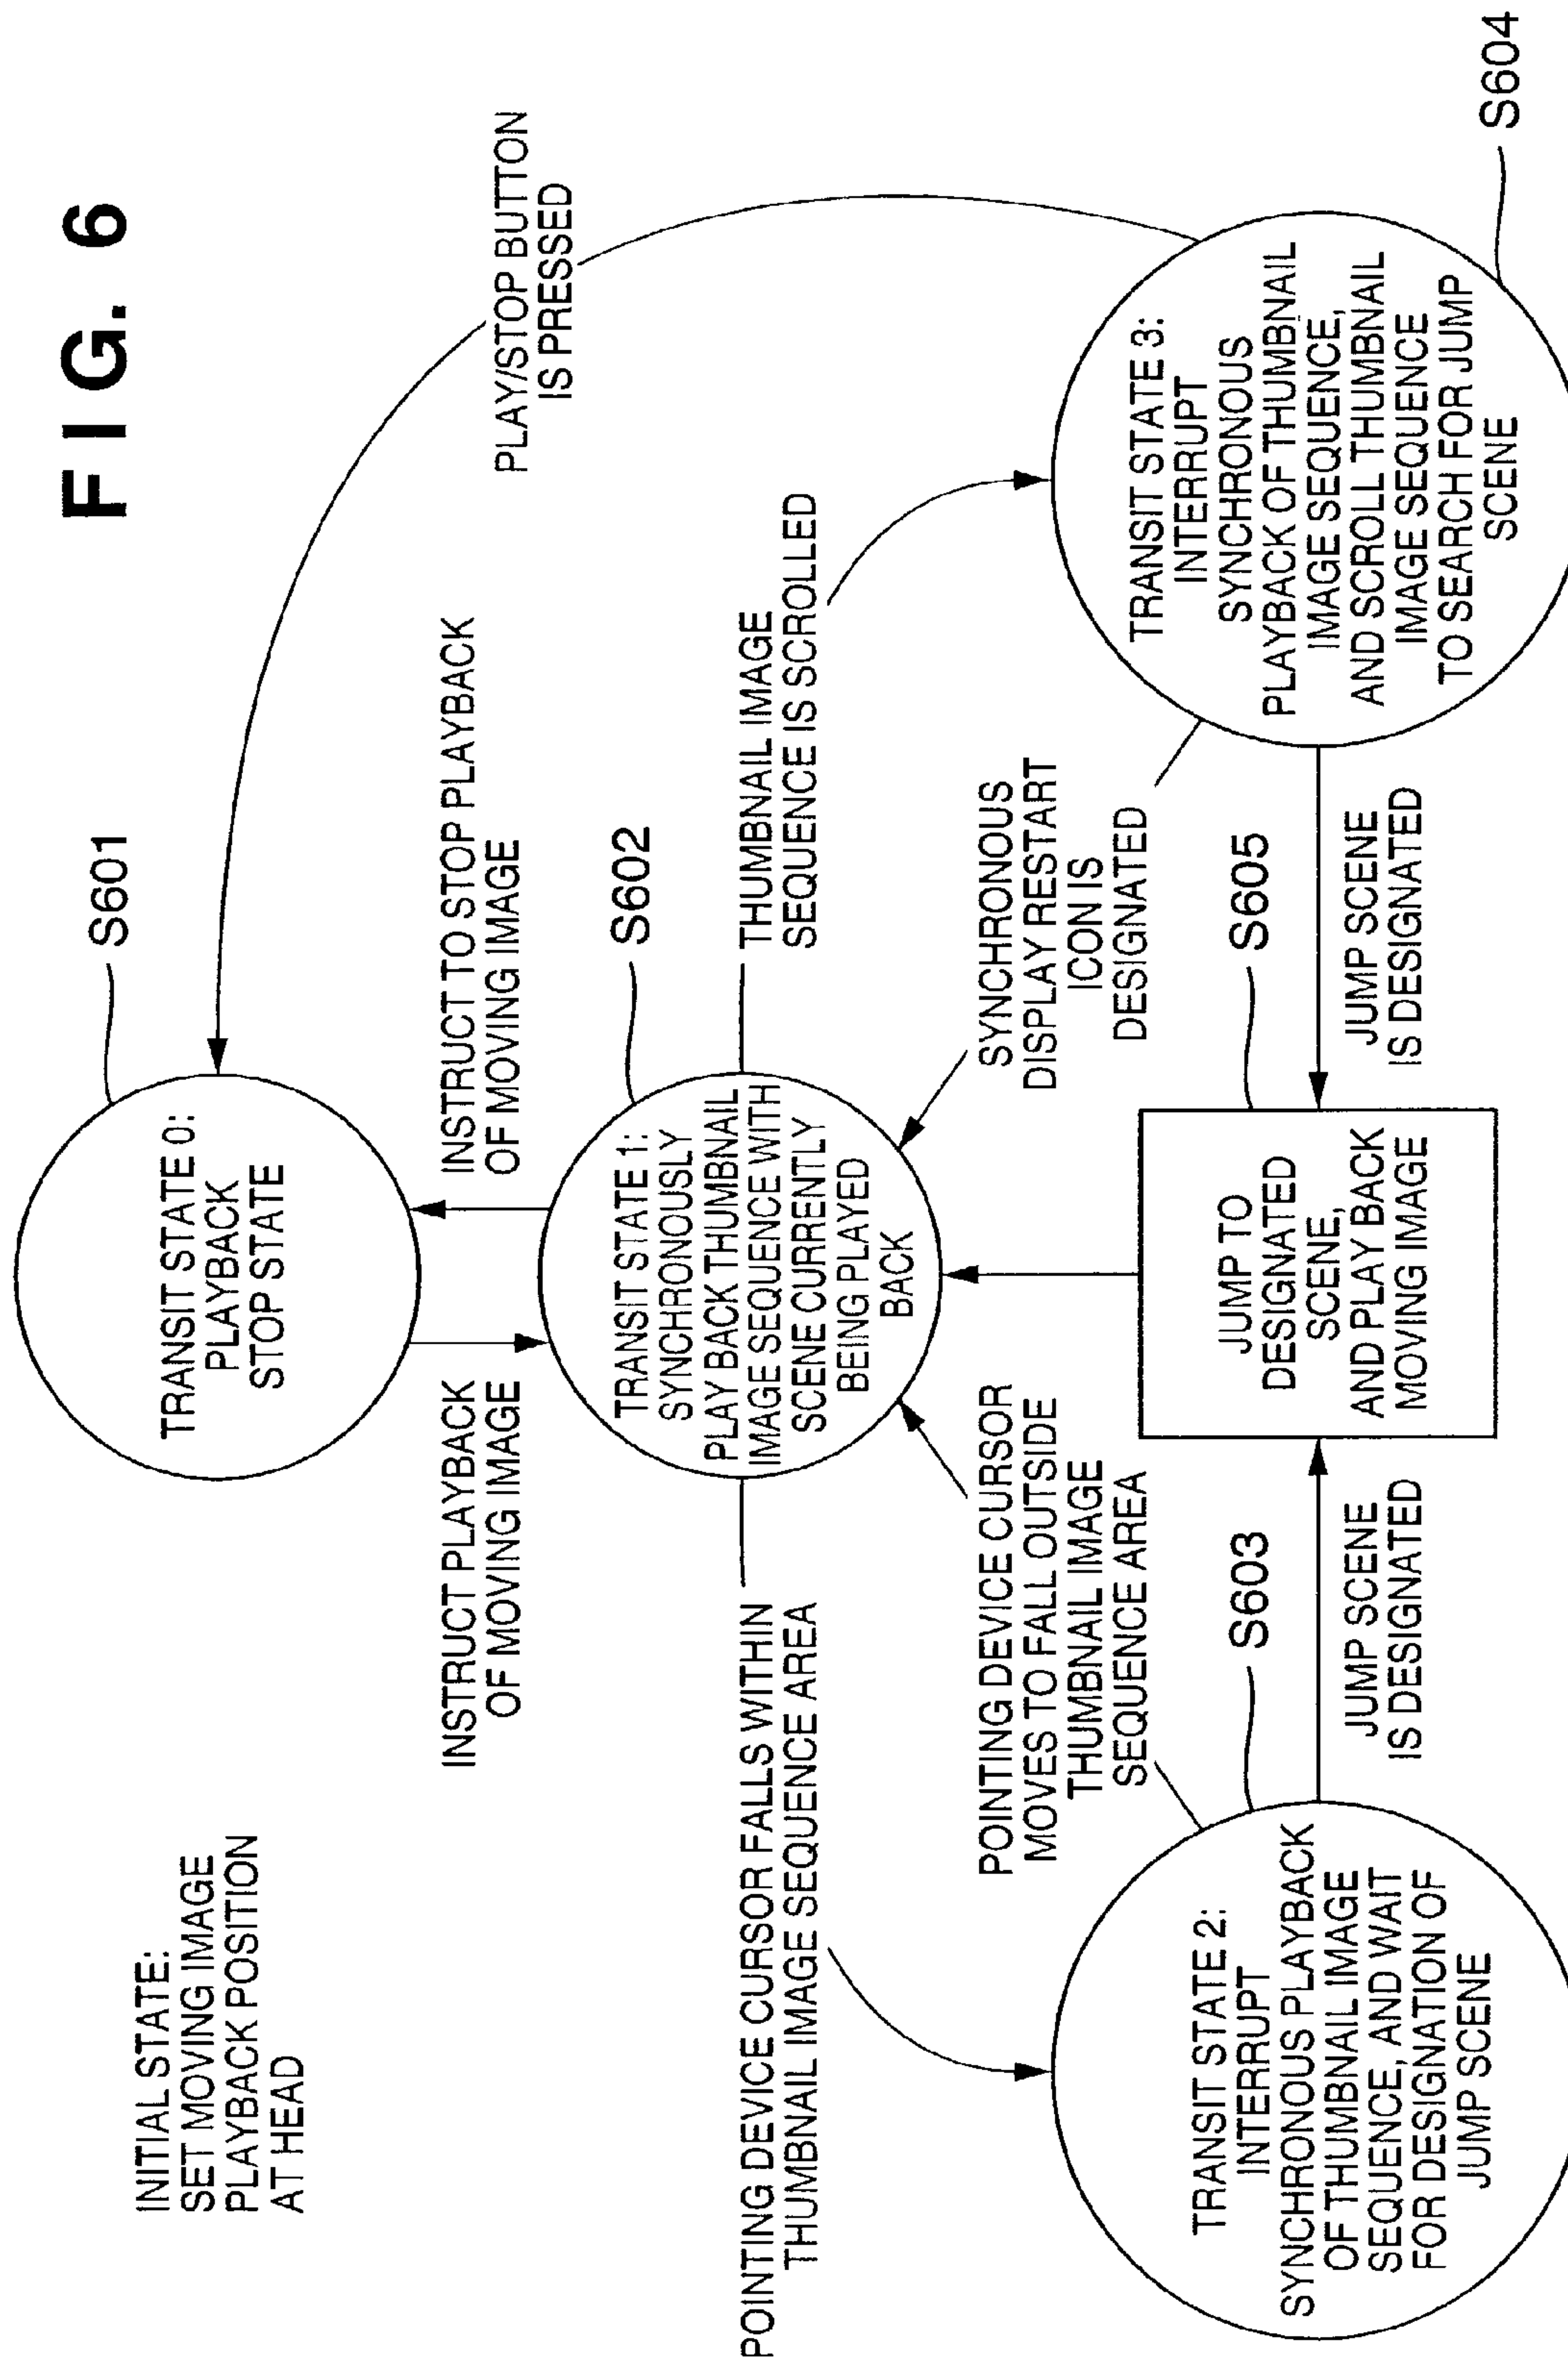 FIG. 6
INITIAL STATE:
SET MOVING IMAGE
PLAYBACK POSITION
AT HEAD
S601
TRANSIT STATE 0:
PLAYBACK
STOP STATE
PLAY/STOP BUTTON
IS PRESSED
INSTRUCT PLAYBACK
OF MOVING IMAGE
INSTRUCT TO STOP PLAYBACK
OF MOVING IMAGE
S602
TRANSIT STATE 1:
SYNCHRONOUSLY
PLAY BACK THUMBNAIL
IMAGE SEQUENCE WITH
SCENE CURRENTLY
BEING PLAYED
BACK
POINTING DEVICE CURSOR FALLS WITHIN
THUMBNAIL IMAGE SEQUENCE AREA
THUMBNAIL IMAGE
SEQUENCE IS SCROLLED
POINTING DEVICE CURSOR
MOVES TO FALL OUTSIDE
THUMBNAIL IMAGE
SEQUENCE AREA
SYNCHRONOUS
DISPLAY RESTART
ICON IS
DESIGNATED
S603
TRANSIT STATE 2:
INTERRUPT
SYNCHRONOUS PLAYBACK
OF THUMBNAIL IMAGE
SEQUENCE, AND WAIT
FOR DESIGNATION OF
JUMP SCENE
JUMP SCENE
IS DESIGNATED
S605
JUMP TO
DESIGNATED
SCENE,
AND PLAY BACK
MOVING IMAGE
JUMP SCENE
IS DESIGNATED
TRANSIT STATE 3:
INTERRUPT
SYNCHRONOUS
PLAYBACK OF THUMBNAIL
IMAGE SEQUENCE,
AND SCROLL THUMBNAIL
IMAGE SEQUENCE
TO SEARCH FOR JUMP
SCENE
S604